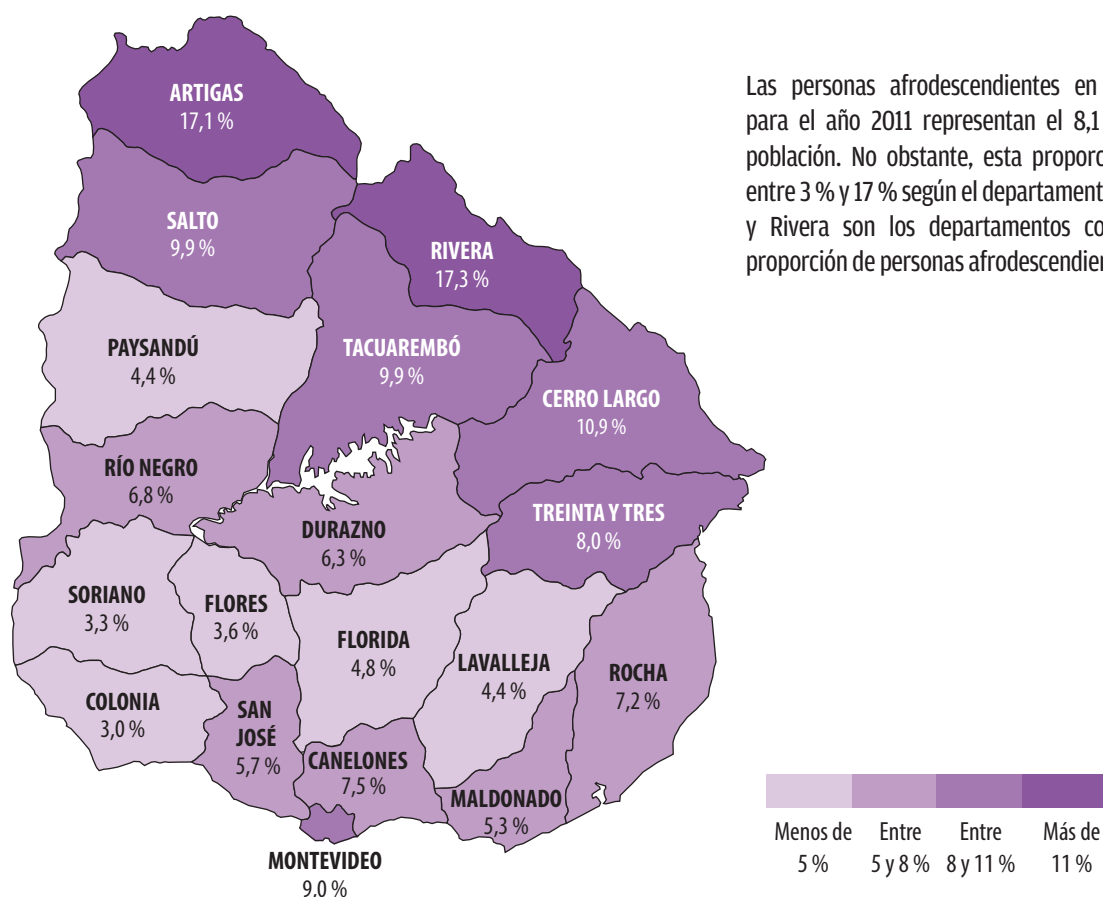 ARTIGAS
17,1 %
SALTO
9,9 %
RIVERA
17,3 %
PAYSANDÚ
4,4 %
TACUAREMBÓ
9,9 %
CERRO LARGO
10,9 %
RÍO NEGRO
6,8 %
DURAZNO
6,3 %
TREINTA Y TRES
8,0 %
SORIANO
3,3 %
FLORES
3,6 %
FLORIDA
4,8 %
LAVALLEJA
4,4 %
ROCHA
7,2 %
COLONIA
3,0 %
SAN
JOSÉ
5,7 %
CANELONES
7,5 %
MALDONADO
5,3 %
MONTEVIDEO
9,0 %
Las personas afrodescendientes en
para el año 2011 representan el 8,1
población. No obstante, esta proporc
entre 3 % y 17 % según el departament
y Rivera son los departamentos co
proporción de personas afrodescendier
Menos de
5 %
Entre
5 y 8 %
Entre
8 y 11 %
Más de
11 %